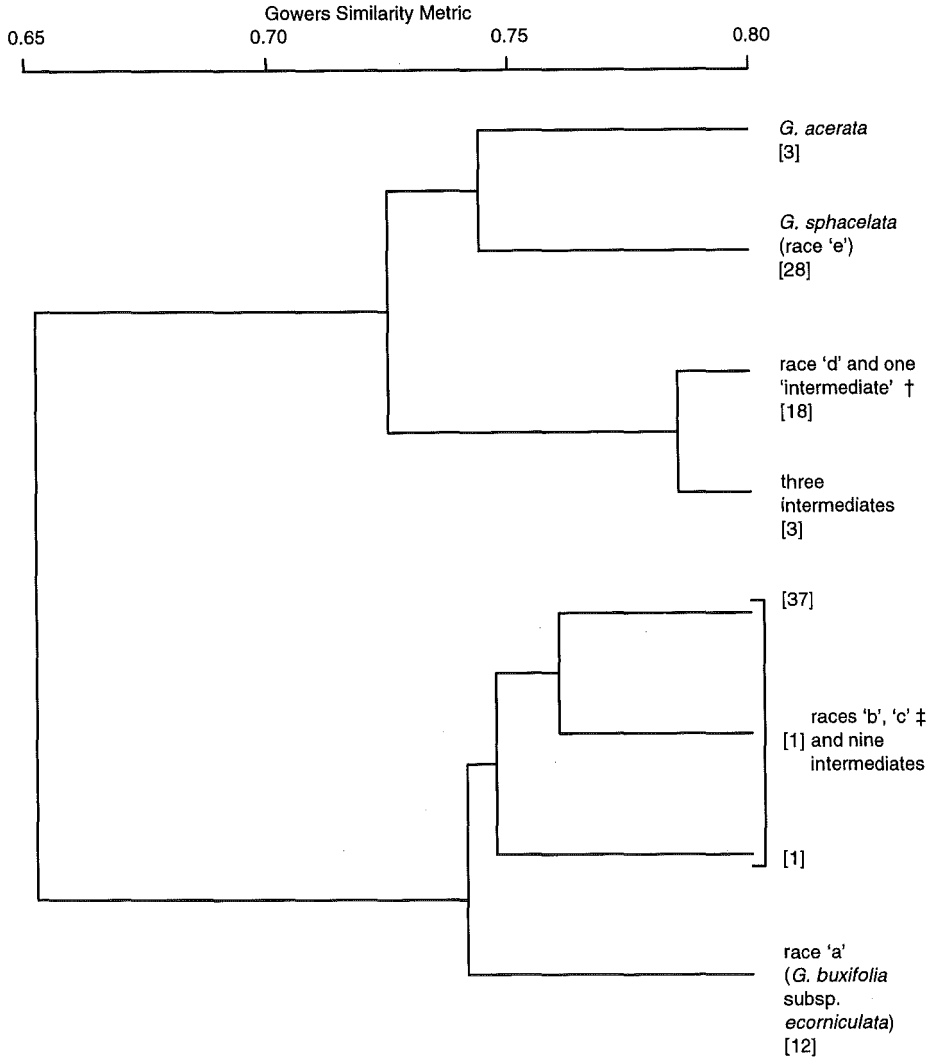 Gowers Similarity Metric
0.65 0.70 0.75 0.80
G. acerata
[3]
G. sphacelata
(race ‘e’)
[28]
race ‘d’ and one
‘intermediate’ †
[18]
three
intermediates
[3]
[37]
races ‘b’, ‘c’ ‡
[1] and nine
intermediates
[1]
race ‘a’
(G. buxifolia
subsp.
ecorniculata)
[12]